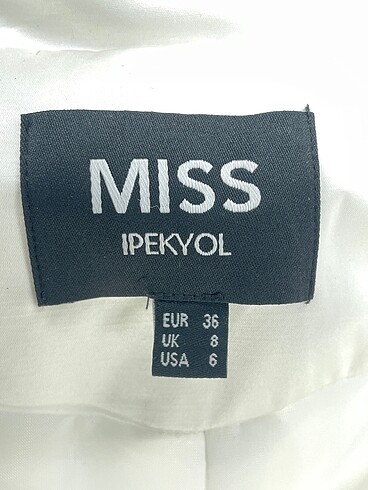 MISS
IPEKYOL
EUR 36
UK 8
USA 6